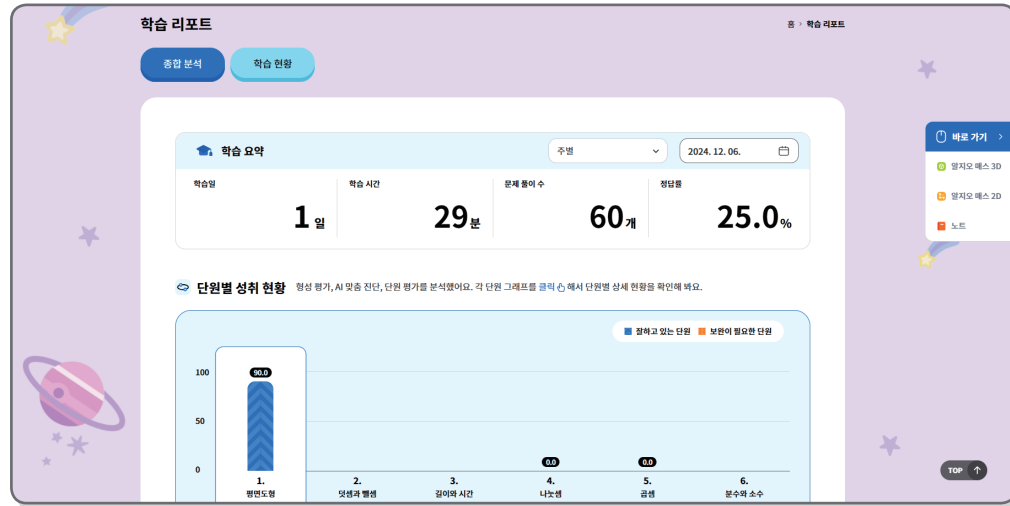 학습 리포트
홈 > 학습 리포트
종합 분석
학습 현황
바로 가기 >
알지오 매스 3D
알지오 매스 2D
노트
학습 요약
주별
2024. 12. 06.
학습일
학습 시간
문제 풀이 수
정답률
1 일
29분
60개
25.0%
단원별 성취 현황 형성 평가, AI 맞춤 진단, 단원 평가를 분석했어요. 각 단원 그래프를 클릭 해서 단원별 상세 현황을 확인해 봐요.
잘하고 있는 단원 보완이 필요한 단원
100
90.0
50
0
0.0
0.0
1.
평면도형
2.
덧셈과 뺄셈
3.
길이와 시간
4.
나눗셈
5.
곱셈
6.
분수와 소수
TOP